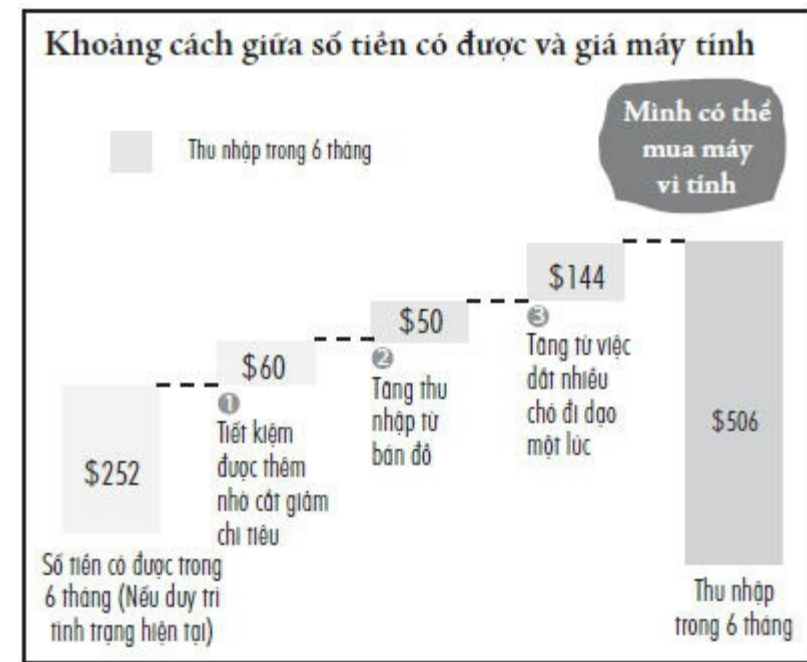 Khoảng cách giữa số tiền có được và giá máy tính
Mình có thể
mua máy
vi tính
Thu nhập trong 6 tháng
$144
❸
Tăng từ việc
dắt nhiều
chó đi dạo
một lúc
$50
❷
Tăng thu
nhập từ
bán đồ
$60
❶
Tiết kiệm
được thêm
nhờ cắt giảm
chi tiêu
$252
Số tiền có được trong
6 tháng (Nếu duy trì
tình trạng hiện tại)
$506
Thu nhập
trong 6 tháng